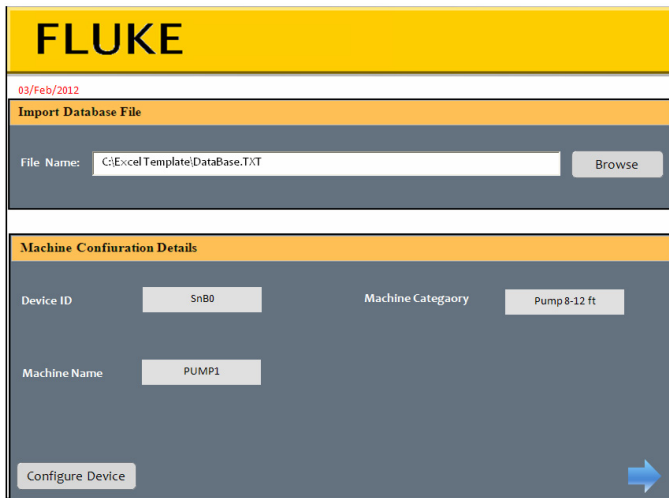 FLUKE
03/Feb/2012
Import Database File
File Name: C:\Excel Template\DataBase.TXT Browse
Machine Confiuration Details
Device ID SnB0 Machine Categaory Pump 8-12 ft
Machine Name PUMP1
Configure Device